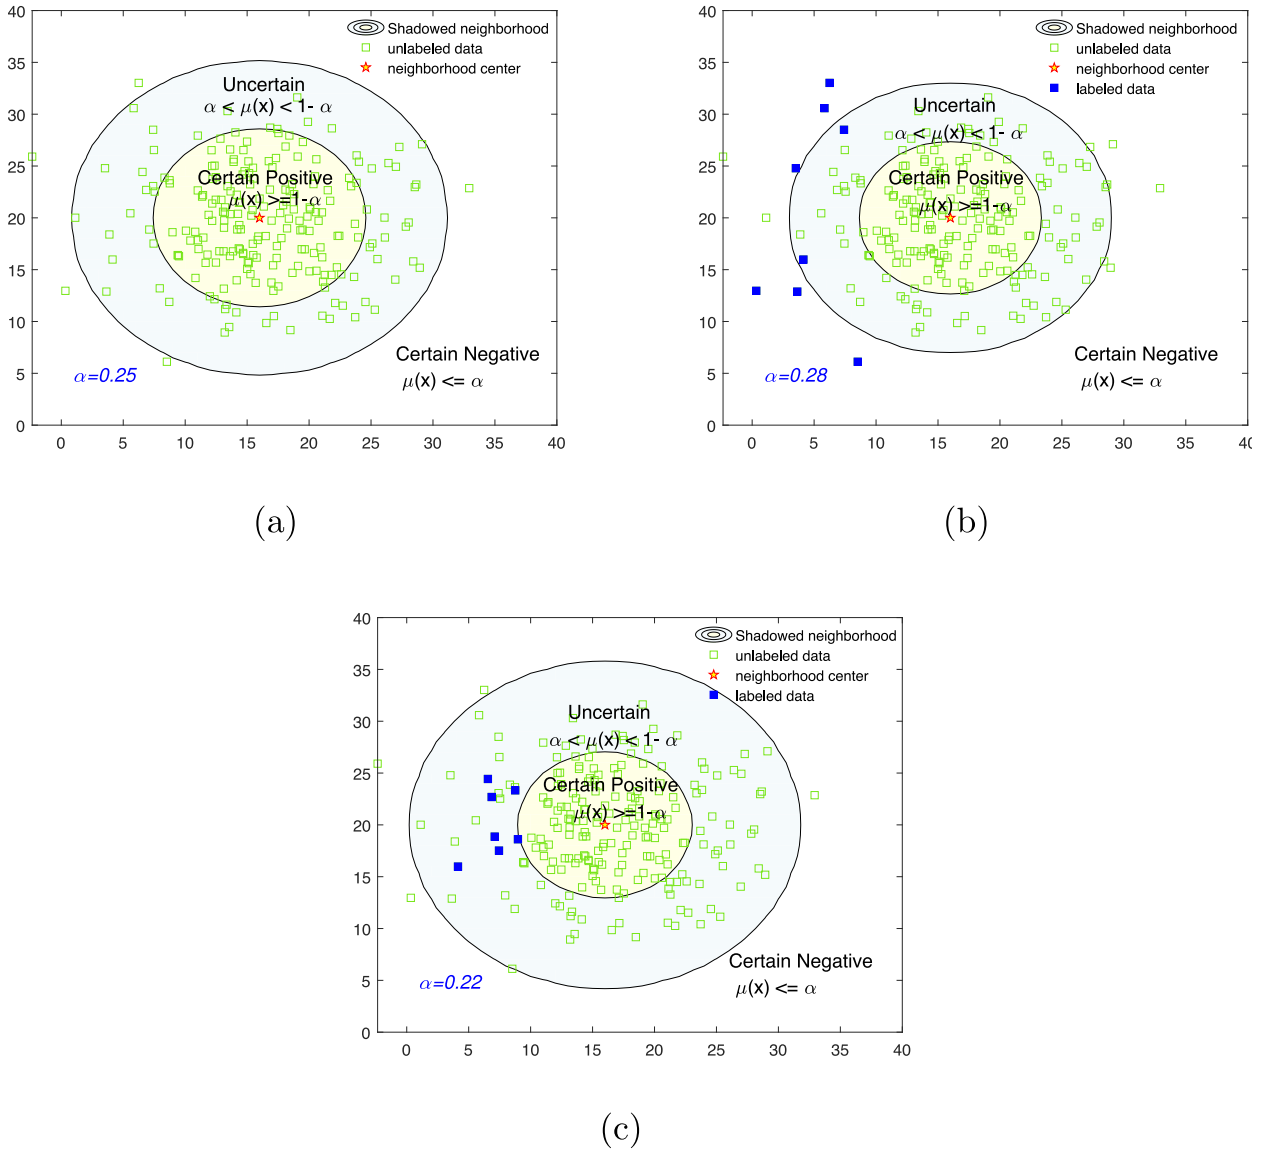 40
35
30
25
20
15
10
5
0
0 5 10 15 20 25 30 35 40
Shadowed neighborhood
unlabeled data
neighborhood center
Uncertain
α < μ(x) < 1- α
Certain Positive
μ(x) >=1-α
Certain Negative
μ(x) <= α
α=0.25
(a)
40
35
30
25
20
15
10
5
0
0 5 10 15 20 25 30 35 40
Shadowed neighborhood
unlabeled data
neighborhood center
labeled data
Uncertain
α < μ(x) < 1- α
Certain Positive
μ(x) >=1-α
Certain Negative
μ(x) <= α
α=0.28
(b)
40
35
30
25
20
15
10
5
0
0 5 10 15 20 25 30 35 40
Shadowed neighborhood
unlabeled data
neighborhood center
labeled data
Uncertain
α < μ(x) < 1- α
Certain Positive
μ(x) >=1-α
Certain Negative
μ(x) <= α
α=0.22
(c)